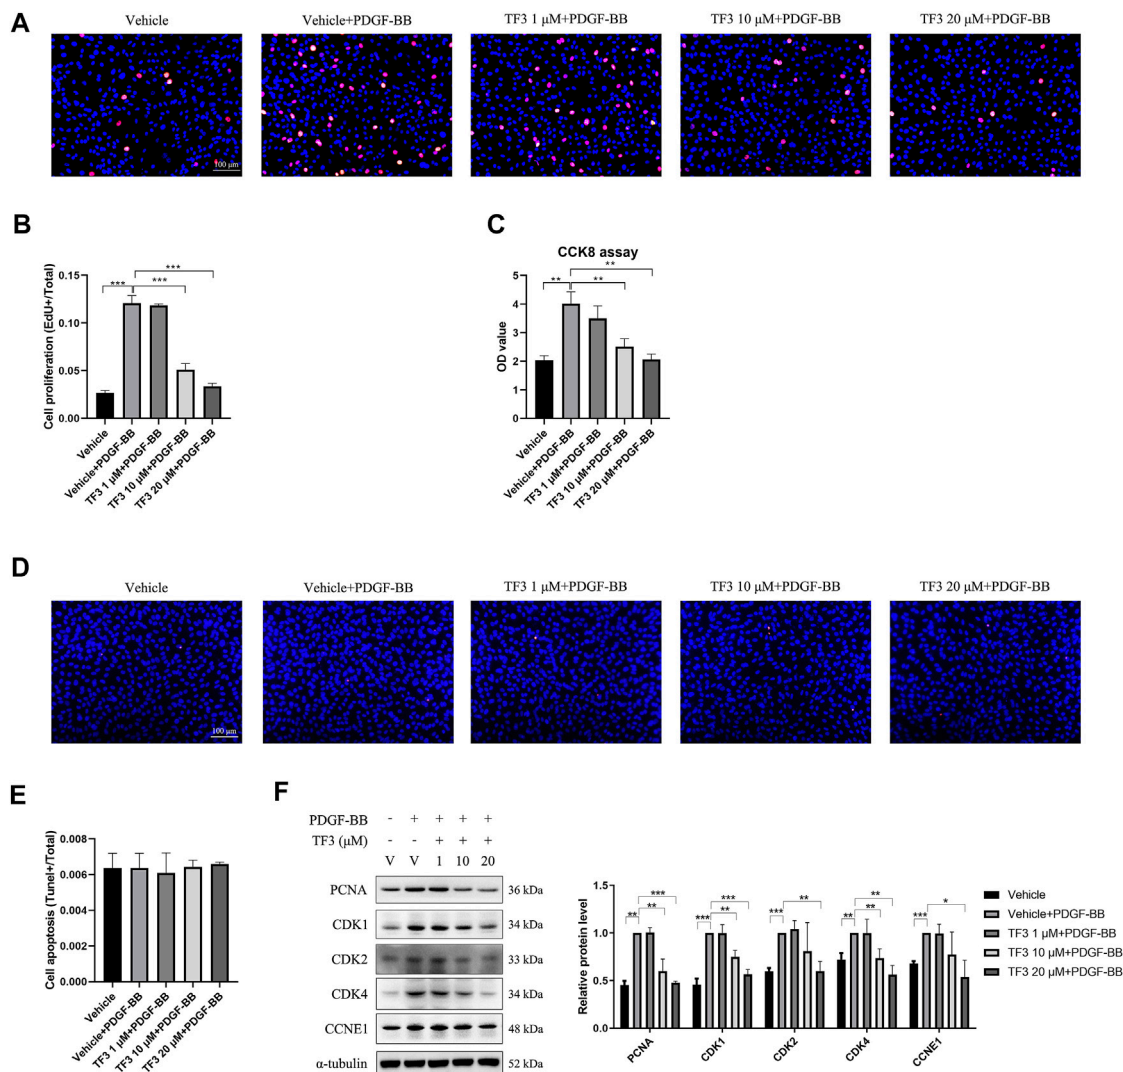 A
Vehicle
Vehicle+PDGF-BB
TF3 1 μM+PDGF-BB
TF3 10 μM+PDGF-BB
TF3 20 μM+PDGF-BB
100 μm
B
Cell proliferation (EdU+/Total)
0.15
0.10
0.05
0.00
***
***
***
Vehicle
Vehicle+PDGF-BB
TF3 1 μM+PDGF-BB
TF3 10 μM+PDGF-BB
TF3 20 μM+PDGF-BB
C
CCK8 assay
OD value
5
4
3
2
1
0
**
**
**
Vehicle
Vehicle+PDGF-BB
TF3 1 μM+PDGF-BB
TF3 10 μM+PDGF-BB
TF3 20 μM+PDGF-BB
D
Vehicle
Vehicle+PDGF-BB
TF3 1 μM+PDGF-BB
TF3 10 μM+PDGF-BB
TF3 20 μM+PDGF-BB
100 μm
E
Cell apoptosis (Tunel+/Total)
0.008
0.006
0.004
0.002
0.000
Vehicle
Vehicle+PDGF-BB
TF3 1 μM+PDGF-BB
TF3 10 μM+PDGF-BB
TF3 20 μM+PDGF-BB
F
PDGF-BB - + + + +
TF3 (μM) - - + + +
V V 1 10 20
PCNA 36 kDa
CDK1 34 kDa
CDK2 33 kDa
CDK4 34 kDa
CCNE1 48 kDa
α-tubulin 52 kDa
Relative protein level
1.5
1.0
0.5
0.0
** ** ***
*** ** ***
*** **
** ** **
*** *
PCNA
CDK1
CDK2
CDK4
CCNE1
Vehicle
Vehicle+PDGF-BB
TF3 1 μM+PDGF-BB
TF3 10 μM+PDGF-BB
TF3 20 μM+PDGF-BB